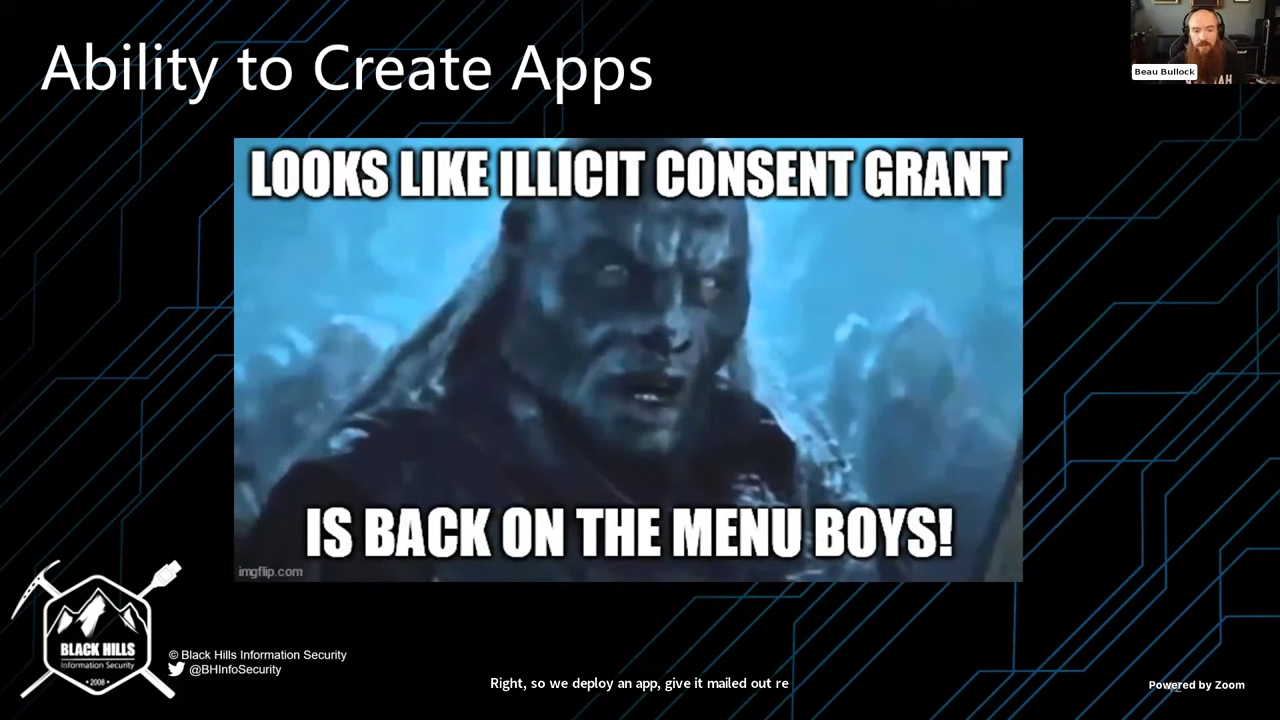 Ability to Create Apps
Beau Bullock
LOOKS LIKE ILLICIT CONSENT GRANT
IS BACK ON THE MENU BOYS!
imgflip.com
BLACK HILLS
Information Security
• 2008 •
© Black Hills Information Security
@BHInfoSecurity
Right, so we deploy an app, give it mailed out re
Powered by Zoom